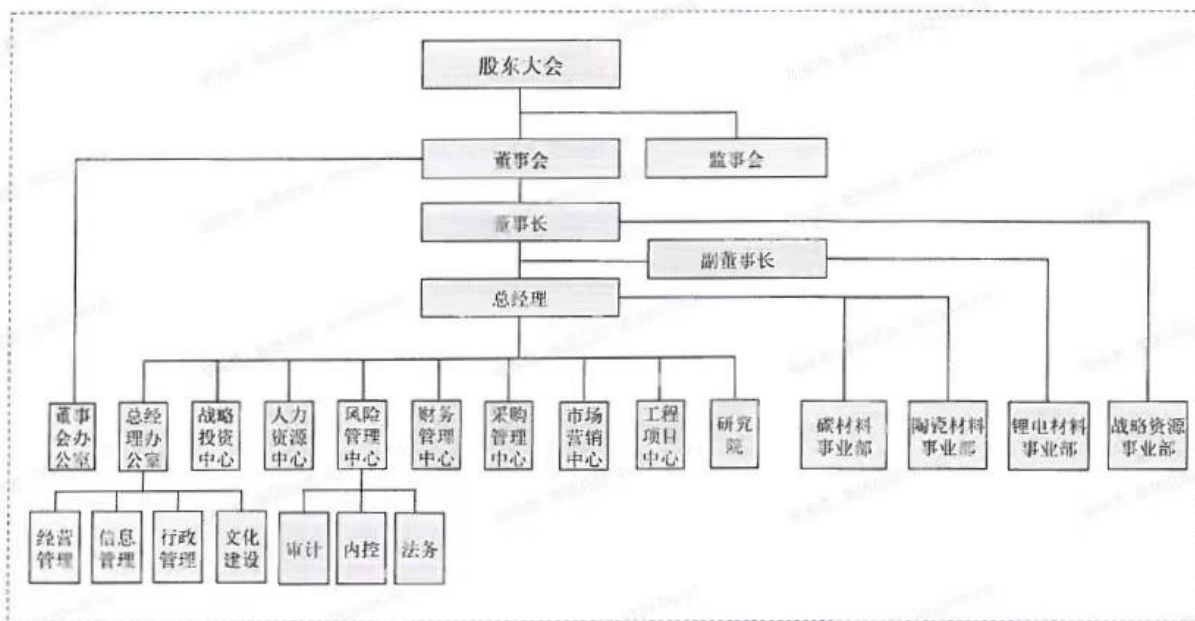 股东大会
董事会
监事会
董事长
副董事长
总经理
董事
会办
公室
总经
理办
公室
战略
投资
中心
人力
资源
中心
风险
管理
中心
财务
管理
中心
采购
管理
中心
市场
营销
中心
工程
项目
中心
研究
院
碳材料
事业部
陶瓷材料
事业部
锂电材料
事业部
战略资源
事业部
经营
管理
信息
管理
行政
管理
文化
建设
审计
内控
法务